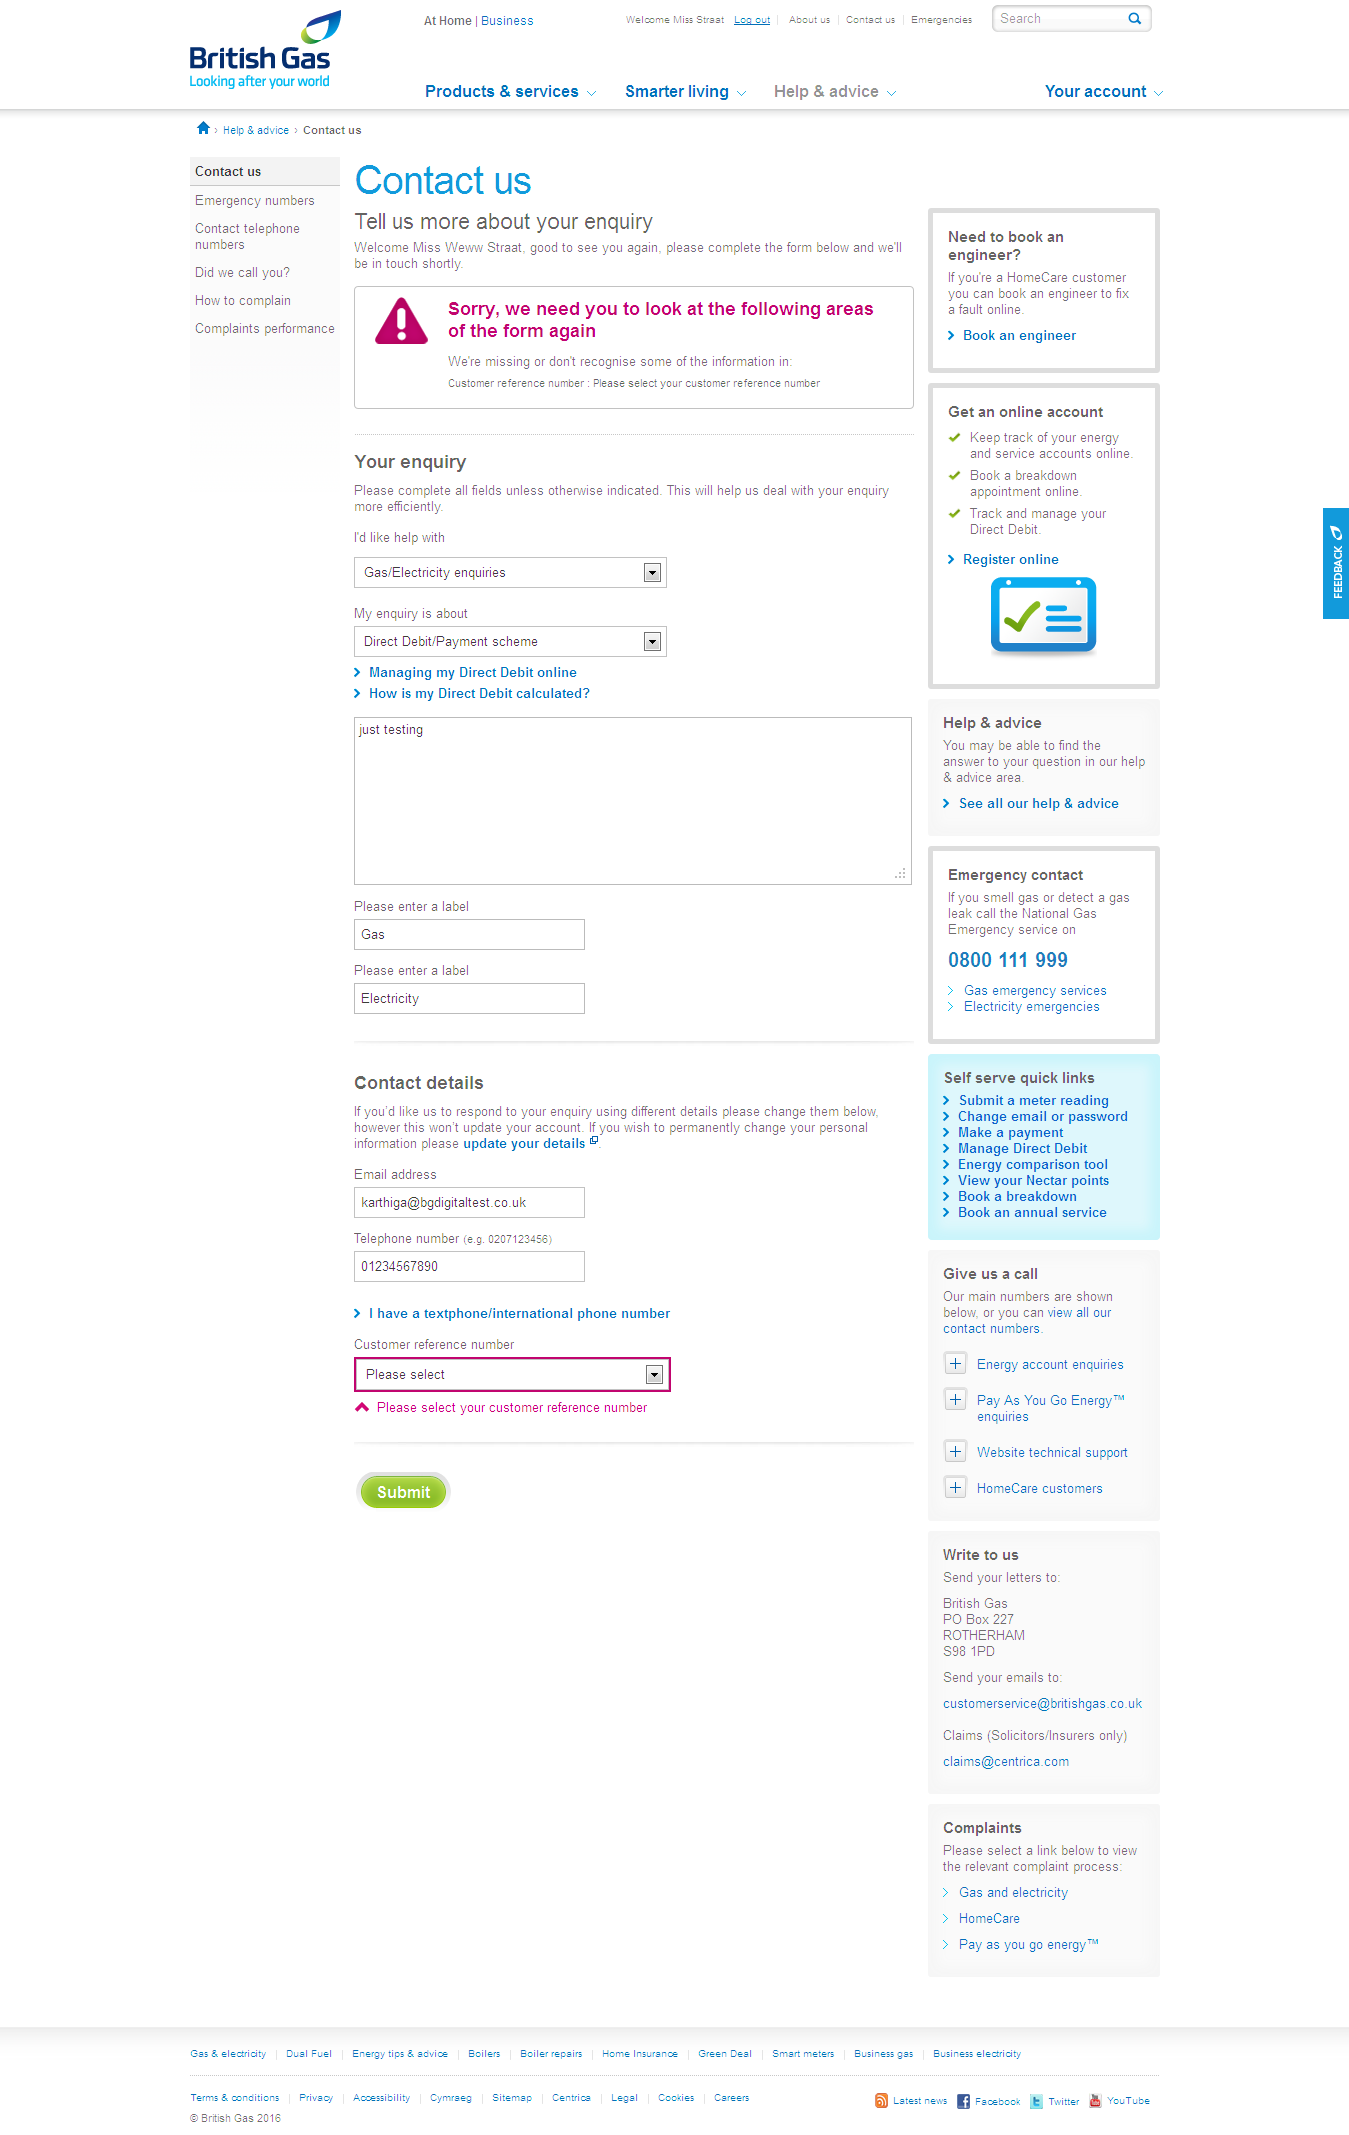 British Gas
Looking after your world
At Home | Business
Welcome Miss Straat Log out About us Contact us Emergencies
Search
Products & services
Smarter living
Help & advice
Your account
Help & advice › Contact us
Contact us
Emergency numbers
Contact telephone
numbers
Did we call you?
How to complain
Complaints performance
Contact us
Tell us more about your enquiry
Welcome Miss Weww Straat, good to see you again, please complete the form below and we'll
be in touch shortly.
Sorry, we need you to look at the following areas
of the form again
We're missing or don't recognise some of the information in:
Customer reference number : Please select your customer reference number
Your enquiry
Please complete all fields unless otherwise indicated. This will help us deal with your enquiry
more efficiently.
I'd like help with
Gas/Electricity enquiries
My enquiry is about
Direct Debit/Payment scheme
Managing my Direct Debit online
How is my Direct Debit calculated?
just testing
Please enter a label
Gas
Please enter a label
Electricity
Contact details
If you'd like us to respond to your enquiry using different details please change them below,
however this won't update your account. If you wish to permanently change your personal
information please update your details.
Email address
karthiga@bgdigitaltest.co.uk
Telephone number (e.g. 0207123456)
01234567890
I have a textphone/international phone number
Customer reference number
Please select
Please select your customer reference number
Submit
Need to book an
engineer?
If you're a HomeCare customer
you can book an engineer to fix
a fault online.
Book an engineer
Get an online account
Keep track of your energy
and service accounts online.
Book a breakdown
appointment online.
Track and manage your
Direct Debit.
Register online
FEEDBACK
Help & advice
You may be able to find the
answer to your question in our help
& advice area.
See all our help & advice
Emergency contact
If you smell gas or detect a gas
leak call the National Gas
Emergency service on
0800 111 999
Gas emergency services
Electricity emergencies
Self serve quick links
Submit a meter reading
Change email or password
Make a payment
Manage Direct Debit
Energy comparison tool
View your Nectar points
Book a breakdown
Book an annual service
Give us a call
Our main numbers are shown
below, or you can view all our
contact numbers.
Energy account enquiries
Pay As You Go Energy™
enquiries
Website technical support
HomeCare customers
Write to us
Send your letters to:
British Gas
PO Box 227
ROTHERHAM
S98 1PD
Send your emails to:
customerservice@britishgas.co.uk
Claims (Solicitors/Insurers only)
claims@centrica.com
Complaints
Please select a link below to view
the relevant complaint process:
Gas and electricity
HomeCare
Pay as you go energy™
Gas & electricity Dual Fuel Energy tips & advice Boilers Boiler repairs Home Insurance Green Deal Smart meters Business gas Business electricity
Terms & conditions Privacy Accessibility Cymraeg Sitemap Centrica Legal Cookies Careers
Latest news Facebook Twitter YouTube
© British Gas 2016